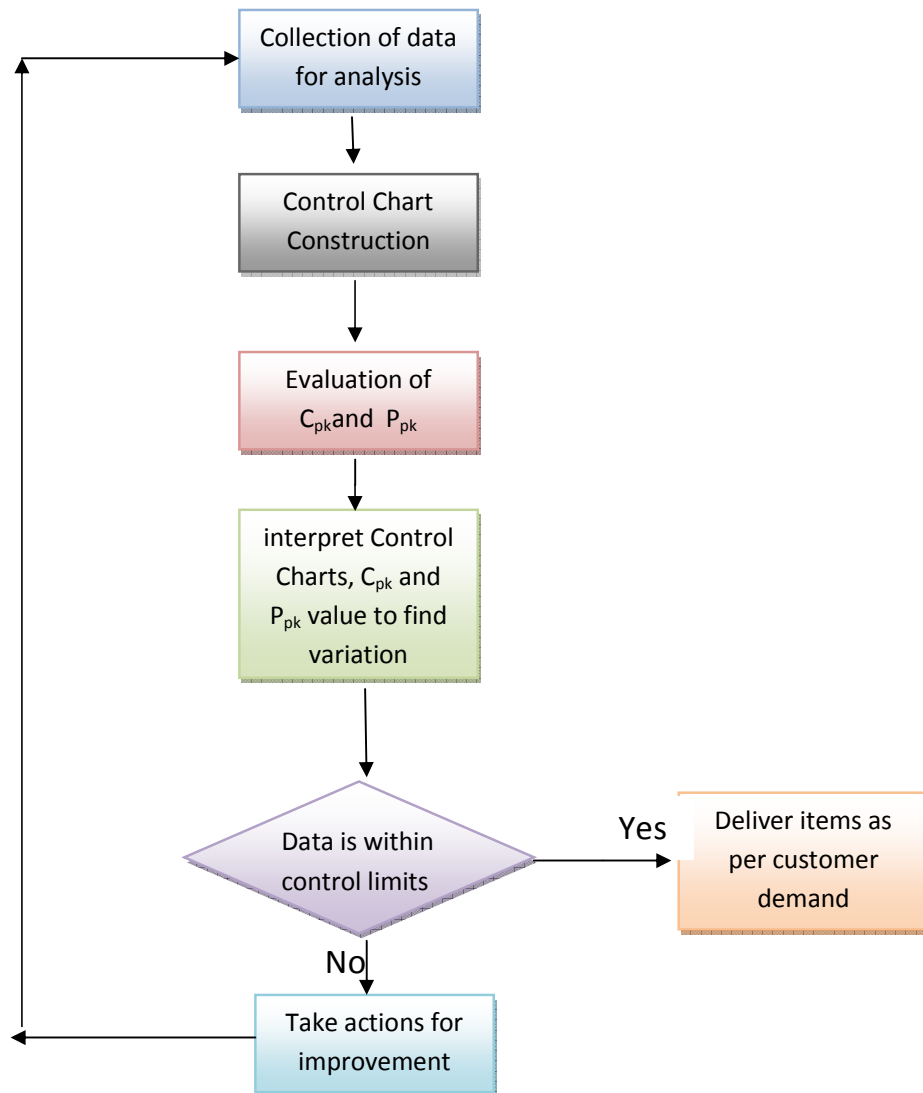 Collection of data
for analysis
Control Chart
Construction
Evaluation of
Cpkand Ppk
interpret Control
Charts, Cpk and
Ppk value to find
variation
Data is within
control limits
Yes
Deliver items as
per customer
demand
No
Take actions for
improvement